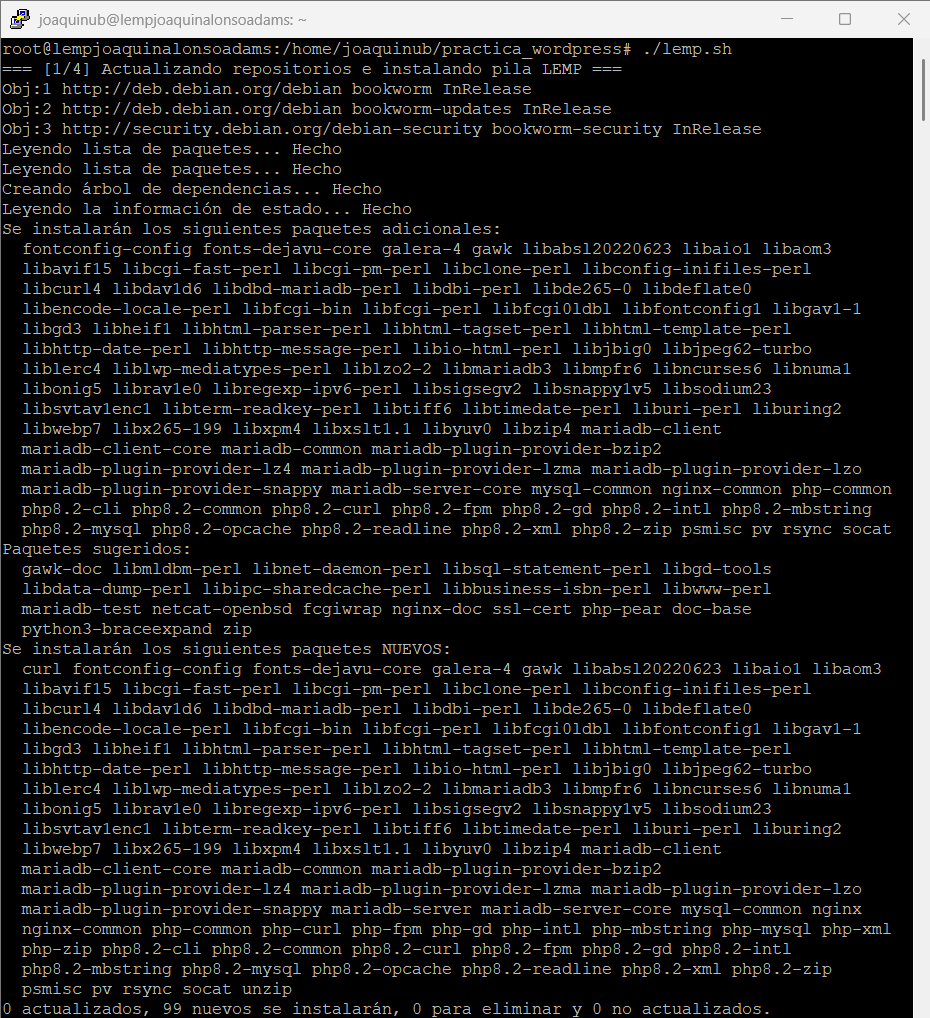 joaquinub@lempjoaquinalonsoadams: ~
root@lempjoaquinalonsoadams:/home/joaquinub/practica_wordpress# ./lemp.sh
=== [1/4] Actualizando repositorios e instalando pila LEMP ===
Obj:1 http://deb.debian.org/debian bookworm InRelease
Obj:2 http://deb.debian.org/debian bookworm-updates InRelease
Obj:3 http://security.debian.org/debian-security bookworm-security InRelease
Leyendo lista de paquetes... Hecho
Leyendo lista de paquetes... Hecho
Creando árbol de dependencias... Hecho
Leyendo la información de estado... Hecho
Se instalarán los siguientes paquetes adicionales:
  fontconfig-config fonts-dejavu-core galera-4 gawk libabsl20220623 libaio1 libaom3
  libavif15 libcgi-fast-perl libcgi-pm-perl libclone-perl libconfig-inifiles-perl
  libcurl4 libdav1d6 libdbd-mariadb-perl libdbi-perl libde265-0 libdeflate0
  libencode-locale-perl libfcgi-bin libfcgi-perl libfcgi0ldbl libfontconfig1 libgav1-1
  libgd3 libheif1 libhtml-parser-perl libhtml-tagset-perl libhtml-template-perl
  libhttp-date-perl libhttp-message-perl libio-html-perl libjbig0 libjpeg62-turbo
  liblerc4 liblwp-mediatypes-perl liblzo2-2 libmariadb3 libmpfr6 libncurses6 libnuma1
  libonig5 librav1e0 libregexp-ipv6-perl libsigsegv2 libsnappy1v5 libsodium23
  libsvtav1enc1 libterm-readkey-perl libtiff6 libtimedate-perl liburi-perl liburing2
  libwebp7 libx265-199 libxpm4 libxslt1.1 libyuv0 libzip4 mariadb-client
  mariadb-client-core mariadb-common mariadb-plugin-provider-bzip2
  mariadb-plugin-provider-lz4 mariadb-plugin-provider-lzma mariadb-plugin-provider-lzo
  mariadb-plugin-provider-snappy mariadb-server-core mysql-common nginx-common php-common
  php8.2-cli php8.2-common php8.2-curl php8.2-fpm php8.2-gd php8.2-intl php8.2-mbstring
  php8.2-mysql php8.2-opcache php8.2-readline php8.2-xml php8.2-zip psmisc pv rsync socat
Paquetes sugeridos:
  gawk-doc libmldbm-perl libnet-daemon-perl libsql-statement-perl libgd-tools
  libdata-dump-perl libipc-sharedcache-perl libbusiness-isbn-perl libwww-perl
  mariadb-test netcat-openbsd fcgiwrap nginx-doc ssl-cert php-pear doc-base
  python3-braceexpand zip
Se instalarán los siguientes paquetes NUEVOS:
  curl fontconfig-config fonts-dejavu-core galera-4 gawk libabsl20220623 libaio1 libaom3
  libavif15 libcgi-fast-perl libcgi-pm-perl libclone-perl libconfig-inifiles-perl
  libcurl4 libdav1d6 libdbd-mariadb-perl libdbi-perl libde265-0 libdeflate0
  libencode-locale-perl libfcgi-bin libfcgi-perl libfcgi0ldbl libfontconfig1 libgav1-1
  libgd3 libheif1 libhtml-parser-perl libhtml-tagset-perl libhtml-template-perl
  libhttp-date-perl libhttp-message-perl libio-html-perl libjbig0 libjpeg62-turbo
  liblerc4 liblwp-mediatypes-perl liblzo2-2 libmariadb3 libmpfr6 libncurses6 libnuma1
  libonig5 librav1e0 libregexp-ipv6-perl libsigsegv2 libsnappy1v5 libsodium23
  libsvtav1enc1 libterm-readkey-perl libtiff6 libtimedate-perl liburi-perl liburing2
  libwebp7 libx265-199 libxpm4 libxslt1.1 libyuv0 libzip4 mariadb-client
  mariadb-client-core mariadb-common mariadb-plugin-provider-bzip2
  mariadb-plugin-provider-lz4 mariadb-plugin-provider-lzma mariadb-plugin-provider-lzo
  mariadb-plugin-provider-snappy mariadb-server mariadb-server-core mysql-common nginx
  nginx-common php-common php-curl php-fpm php-gd php-intl php-mbstring php-mysql php-xml
  php-zip php8.2-cli php8.2-common php8.2-curl php8.2-fpm php8.2-gd php8.2-intl
  php8.2-mbstring php8.2-mysql php8.2-opcache php8.2-readline php8.2-xml php8.2-zip
  psmisc pv rsync socat unzip
0 actualizados, 99 nuevos se instalarán, 0 para eliminar y 0 no actualizados.